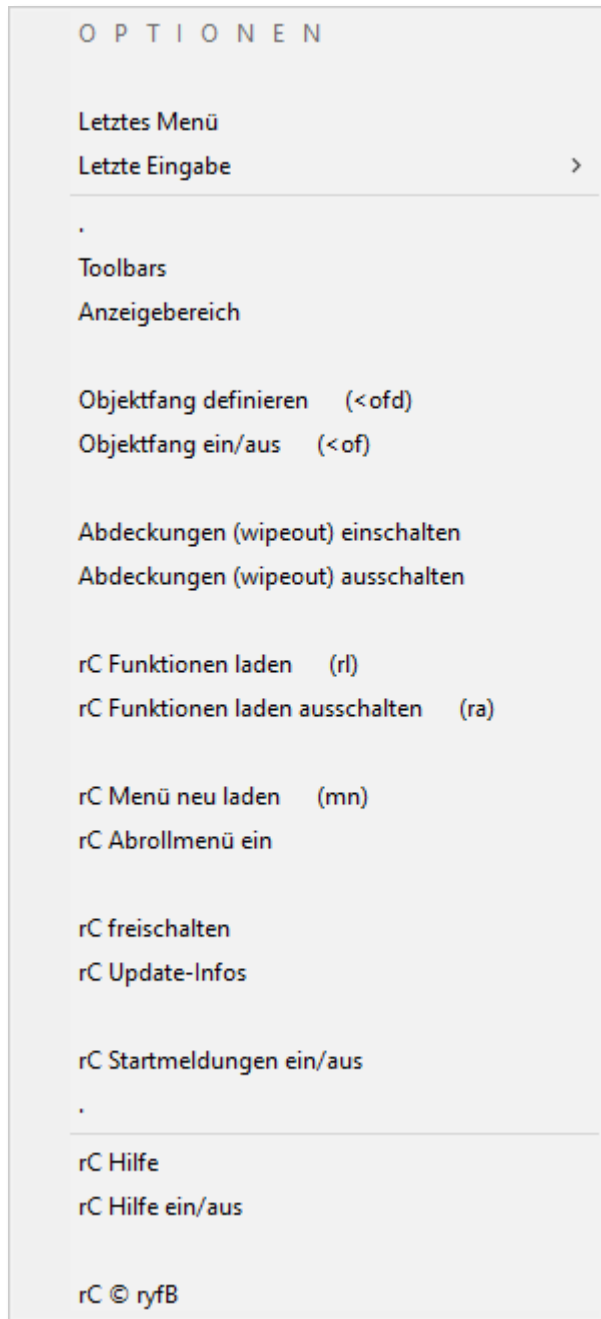 O P T I O N E N
Letztes Menü
Letzte Eingabe >
.
Toolbars
Anzeigebereich
Objektfang definieren (<ofd)
Objektfang ein/aus (<of)
Abdeckungen (wipeout) einschalten
Abdeckungen (wipeout) ausschalten
rC Funktionen laden (rl)
rC Funktionen laden ausschalten (ra)
rC Menü neu laden (mn)
rC Abrollmenü ein
rC freischalten
rC Update-Infos
rC Startmeldungen ein/aus
.
rC Hilfe
rC Hilfe ein/aus
rC © ryfB